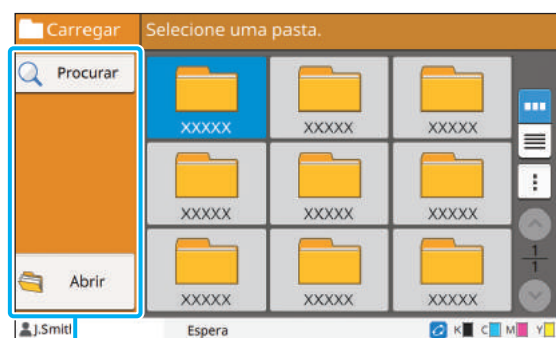 Carregar
Selecione uma pasta.
Procurar
XXXXX XXXXX XXXXX
XXXXX XXXXX XXXXX
1
1
Abrir
XXXXX XXXXX XXXXX
J.Smitl
Espera
K C M Y